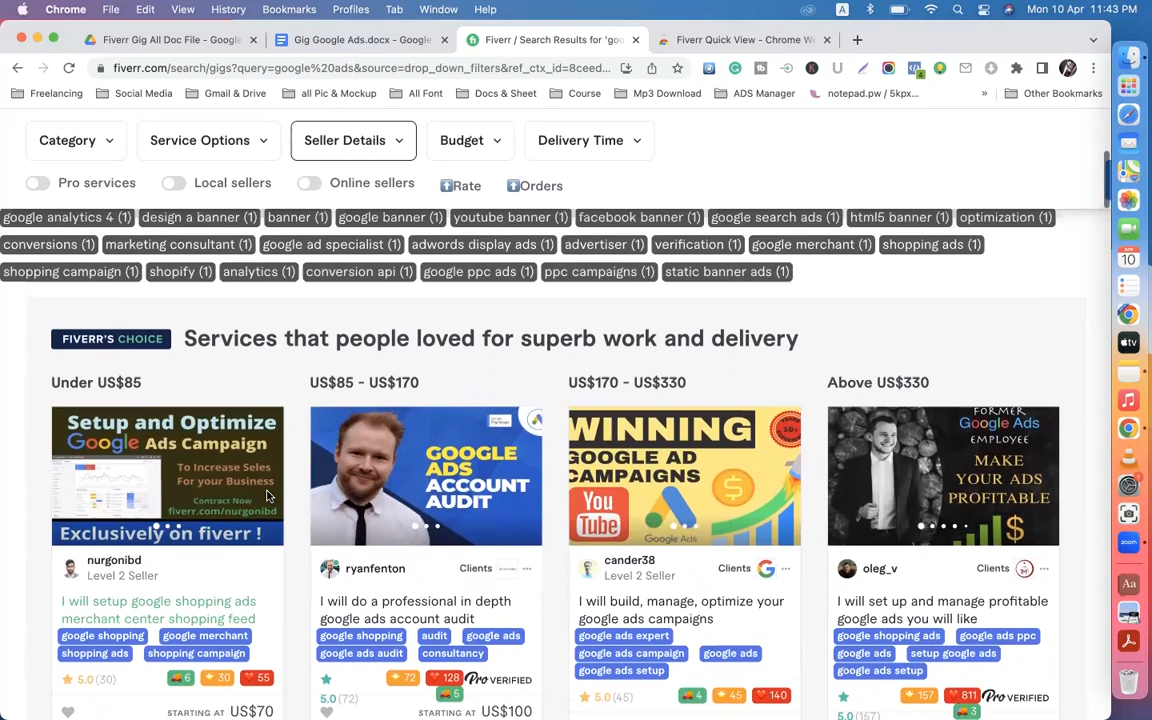 Chrome File Edit View History Bookmarks Profiles Tab Window Help A Mon 10 Apr 11:43 PM
Fiverr Gig All Doc File - Google Gig Google Ads.docx - Google Fiverr / Search Results for 'goo Fiverr Quick View - Chrome We
fiverr.com/search/gigs?query=google%20ads&source=drop_down_filters&ref_ctx_id=8ceed...
Freelancing Social Media Gmail & Drive all Pic & Mockup All Font Docs & Sheet Course Mp3 Download ADS Manager notepad.pw / 5kpx... » Other Bookmarks
Category Service Options Seller Details Budget Delivery Time
Pro services Local sellers Online sellers Rate Orders
google analytics 4 (1) design a banner (1) banner (1) google banner (1) youtube banner (1) facebook banner (1) google search ads (1) html5 banner (1) optimization (1)
conversions (1) marketing consultant (1) google ad specialist (1) adwords display ads (1) advertiser (1) verification (1) google merchant (1) shopping ads (1)
shopping campaign (1) shopify (1) analytics (1) conversion api (1) google ppc ads (1) ppc campaigns (1) static banner ads (1)
FIVERR'S CHOICE Services that people loved for superb work and delivery
Under US$85 US$85 - US$170 US$170 - US$330 Above US$330
Setup and Optimize
Google Ads Campaign
To Increase Seles
For your Business
Contract Now
fiverr.com/nurgonibd
Exclusively on fiverr !
GOOGLE
ADS
ACCOUNT
AUDIT
WINNING
GOOGLE AD
CAMPAIGNS
You
Tube
Google Ads
FORMER
Google Ads
EMPLOYEE
MAKE
YOUR ADS
PROFITABLE
nurgonibd
Level 2 Seller
ryanfenton Clients
cander38
Level 2 Seller Clients
oleg_v Clients
I will setup google shopping ads
merchant center shopping feed
I will do a professional in depth
google ads account audit
I will build, manage, optimize your
google ads campaigns
I will set up and manage profitable
google ads you will like
google shopping google merchant
shopping ads shopping campaign
google shopping audit google ads
google ads audit consultancy
google ads expert
google ads campaign google ads
google ads setup
google shopping ads google ads ppc
google ads setup google ads
google ads setup
5.0 (30) 6 30 55
72 128 Pro VERIFIED
5.0 (72) 5
5.0 (45) 4 45 140
157 811 Pro VERIFIED
5.0 (157) 3
STARTING AT US$70
STARTING AT US$100